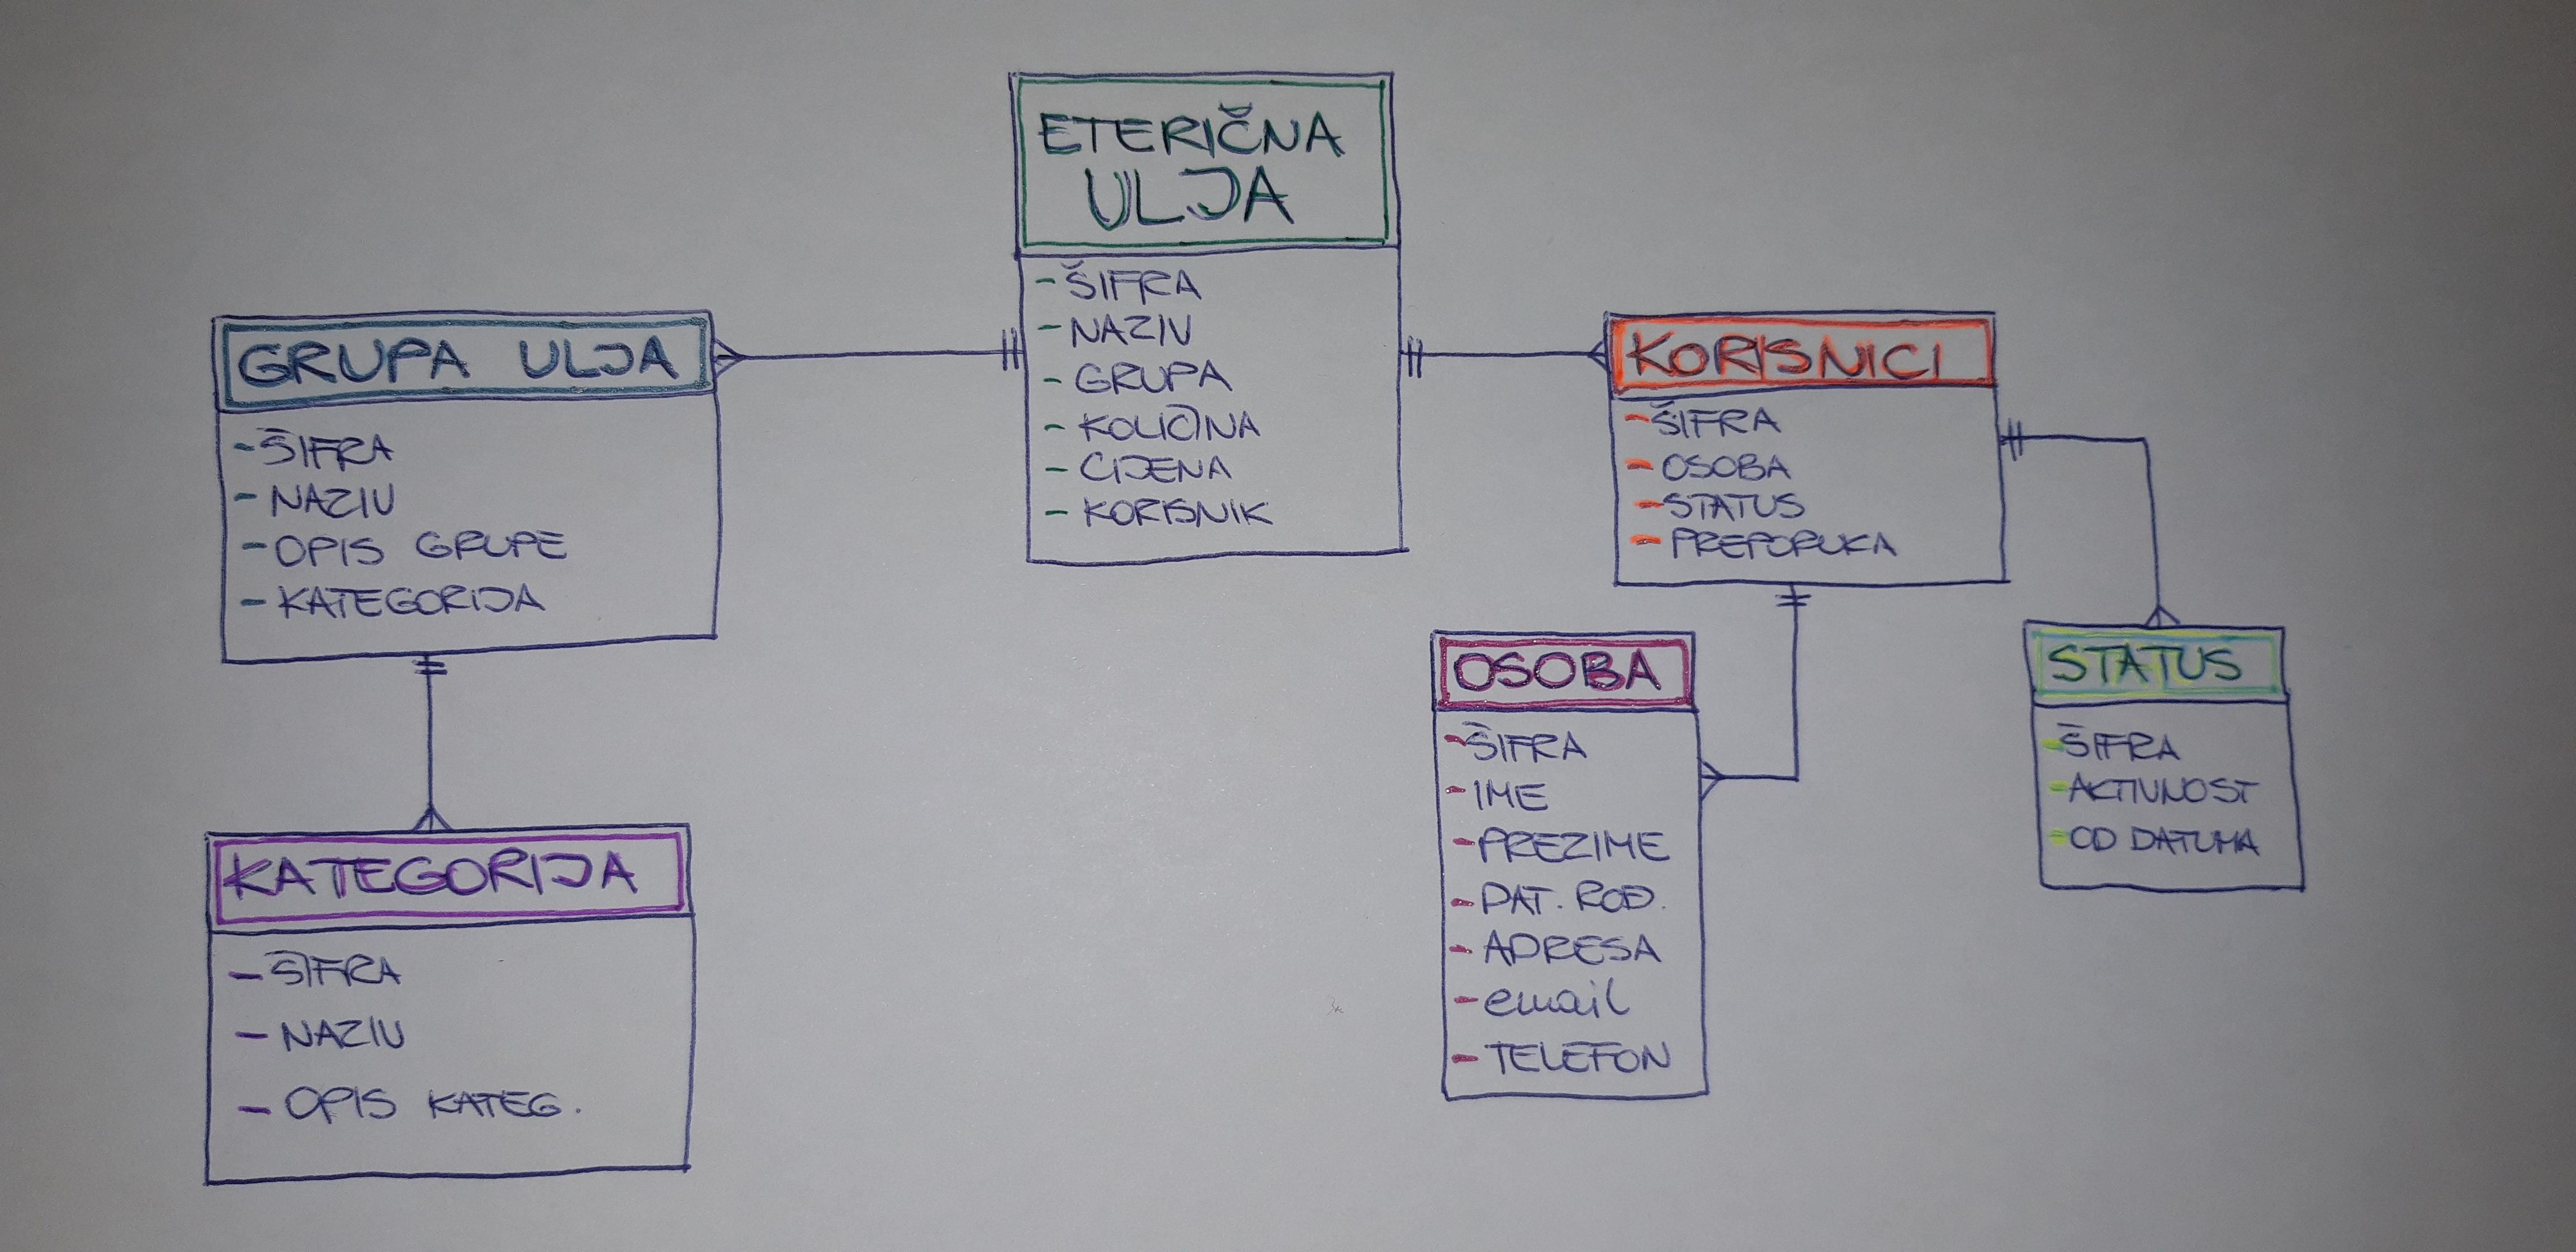 ETERIČNA
ULJA
- ŠIFRA
- NAZIV
- GRUPA
- KOLIČINA
- CIJENA
- KORISNIK
GRUPA ULJA
- ŠIFRA
- NAZIV
- OPIS GRUPE
- KATEGORIJA
KATEGORIJA
- ŠIFRA
- NAZIV
- OPIS KATEG.
KORISNICI
- ŠIFRA
- OSOBA
- STATUS
- PREPORUKA
OSOBA
- ŠIFRA
- IME
- PREZIME
- DAT. ROĐ.
- ADRESA
- email
- TELEFON
STATUS
- ŠIFRA
- AKTIVNOST
- OD DATUMA